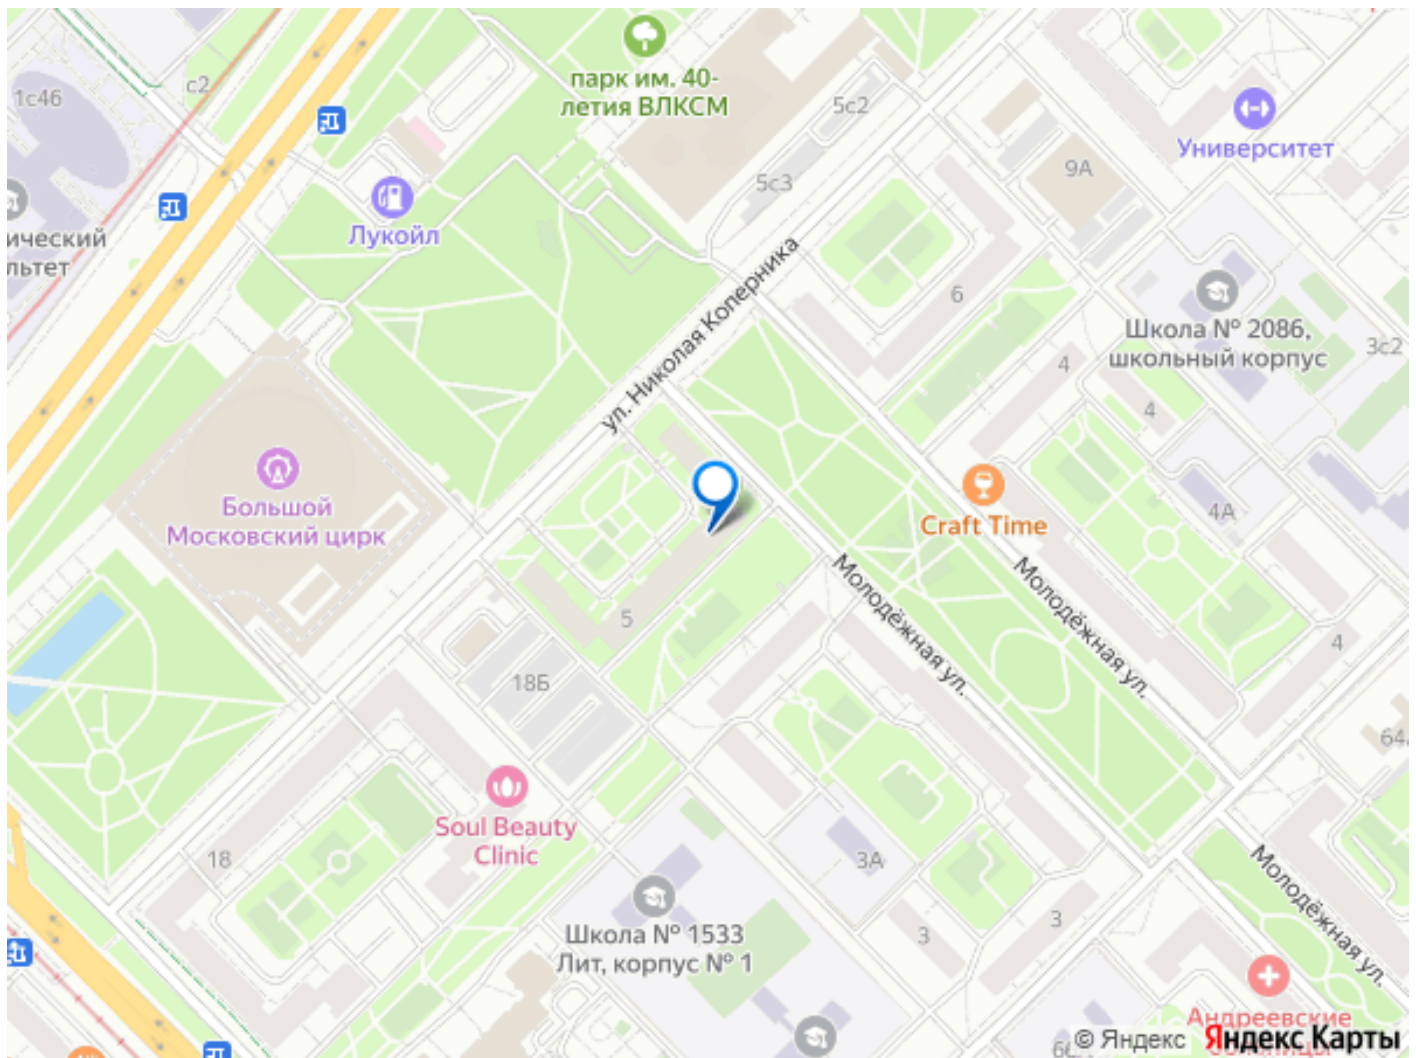 1с46
с2
парк им. 40-
летия ВЛКСМ
5с2
5с3
9А
Университет
Лукойл
ический
льтет
ул. Николая Коперника
6
Школа № 2086,
школьный корпус
3с2
4
4
4А
Большой
Московский цирк
Craft Time
Молодёжная ул.
Молодёжная ул.
5
4
18Б
64
Soul Beauty
Clinic
18
3А
3
3
Школа № 1533
Лит, корпус № 1
Молодёжная ул.
Андреевские
© Яндекс
Яндекс Карты